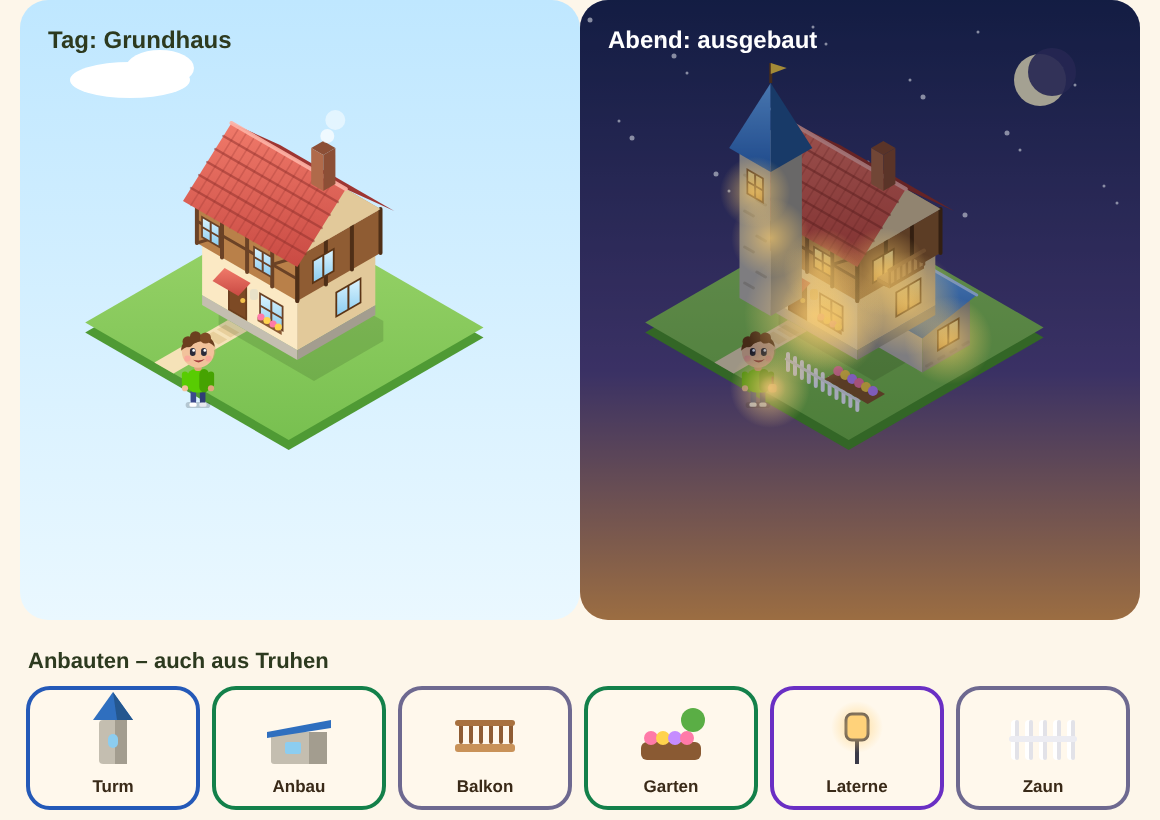 Tag: Grundhaus
Abend: ausgebaut
Anbauten – auch aus Truhen
Turm
Anbau
Balkon
Garten
Laterne
Zaun